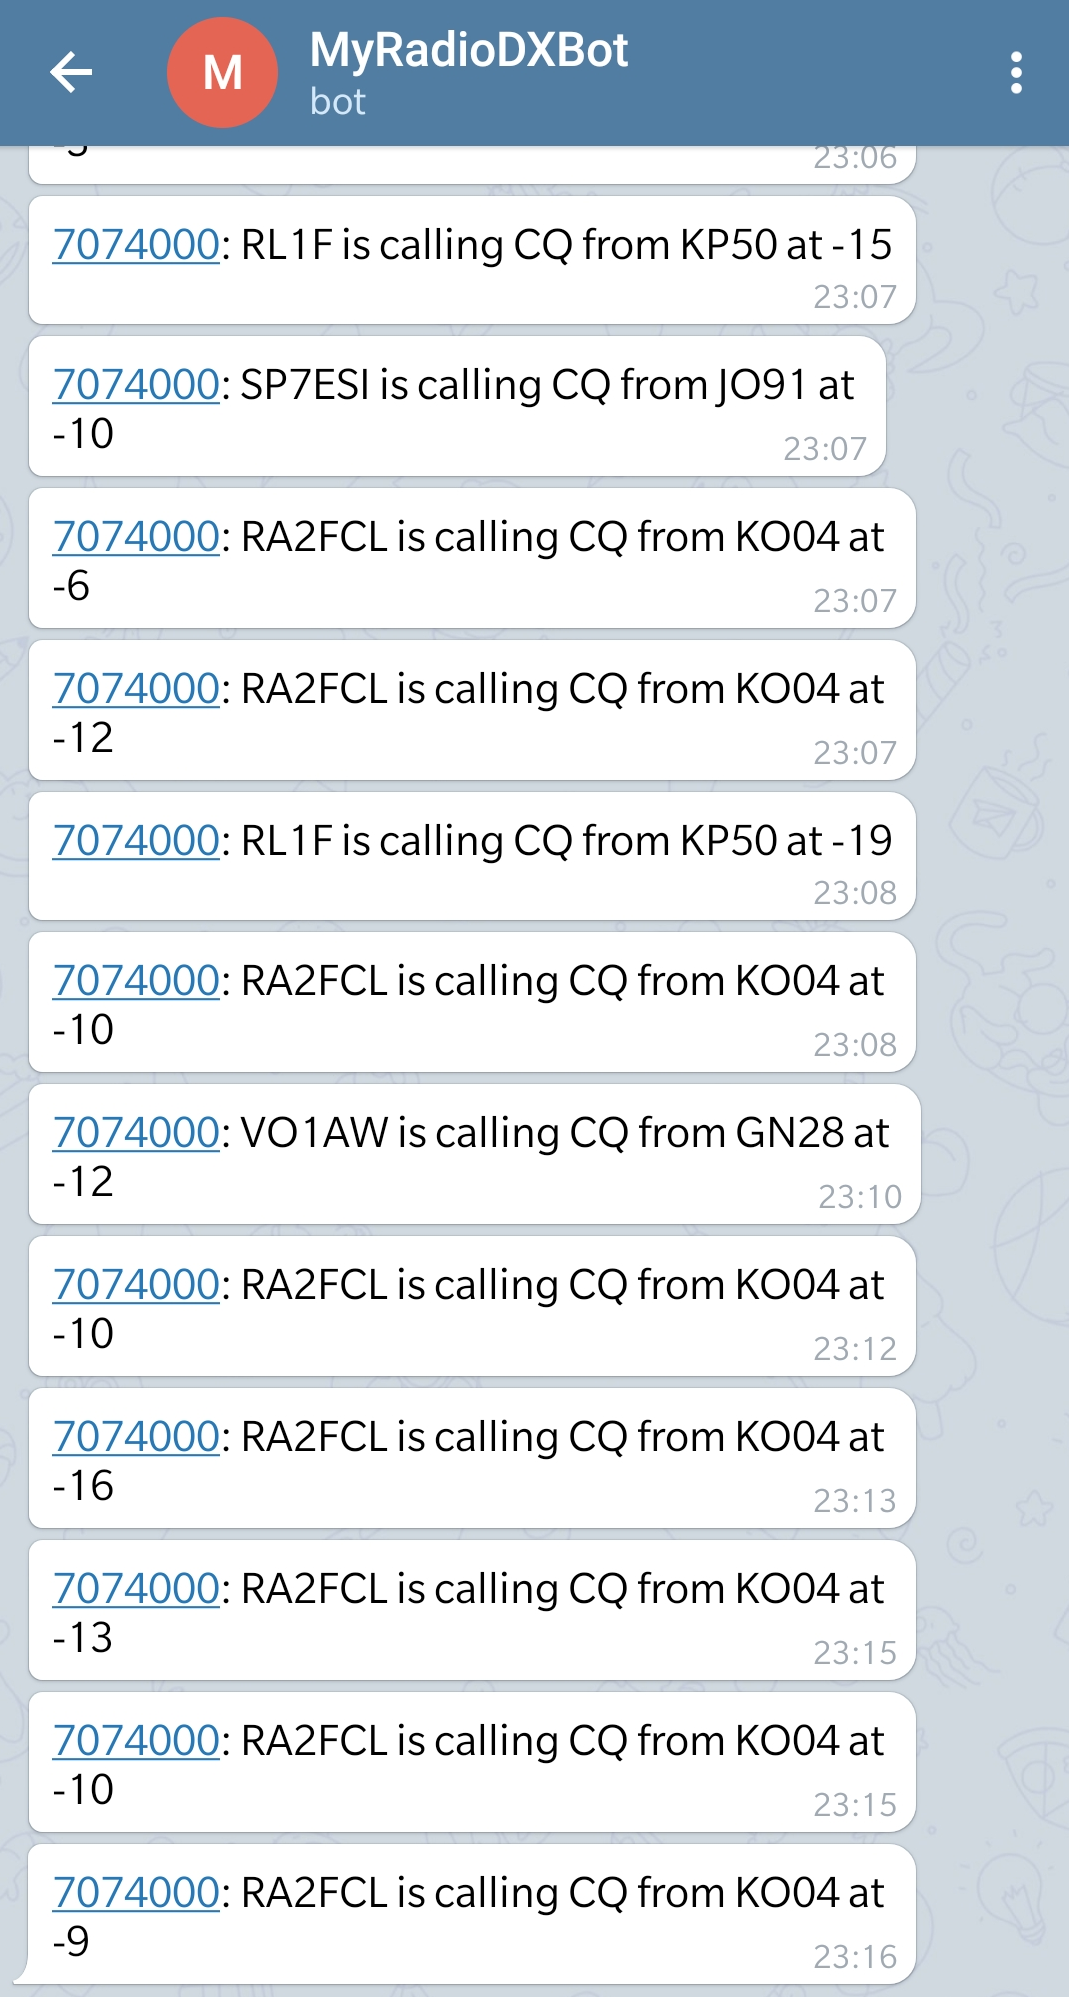 MyRadioDXBot
M
bot
23:06
7074000: RL1F is calling CQ from KP50 at -15
23:07
7074000: SP7ESI is calling CQ from JO91 at
-10
23:07
7074000: RA2FCL is calling CQ from KO04 at
-6
23:07
7074000: RA2FCL is calling CQ from KO04 at
-12
23:07
7074000: RL1F is calling CQ from KP50 at -19
23:08
7074000: RA2FCL is calling CQ from KO04 at
-10
23:08
7074000: VO1AW is calling CQ from GN28 at
-12
23:10
7074000: RA2FCL is calling CQ from KO04 at
-10
23:12
7074000: RA2FCL is calling CQ from KO04 at
-16
23:13
7074000: RA2FCL is calling CQ from KO04 at
-13
23:15
7074000: RA2FCL is calling CQ from KO04 at
-10
23:15
7074000: RA2FCL is calling CQ from KO04 at
-9
23:16